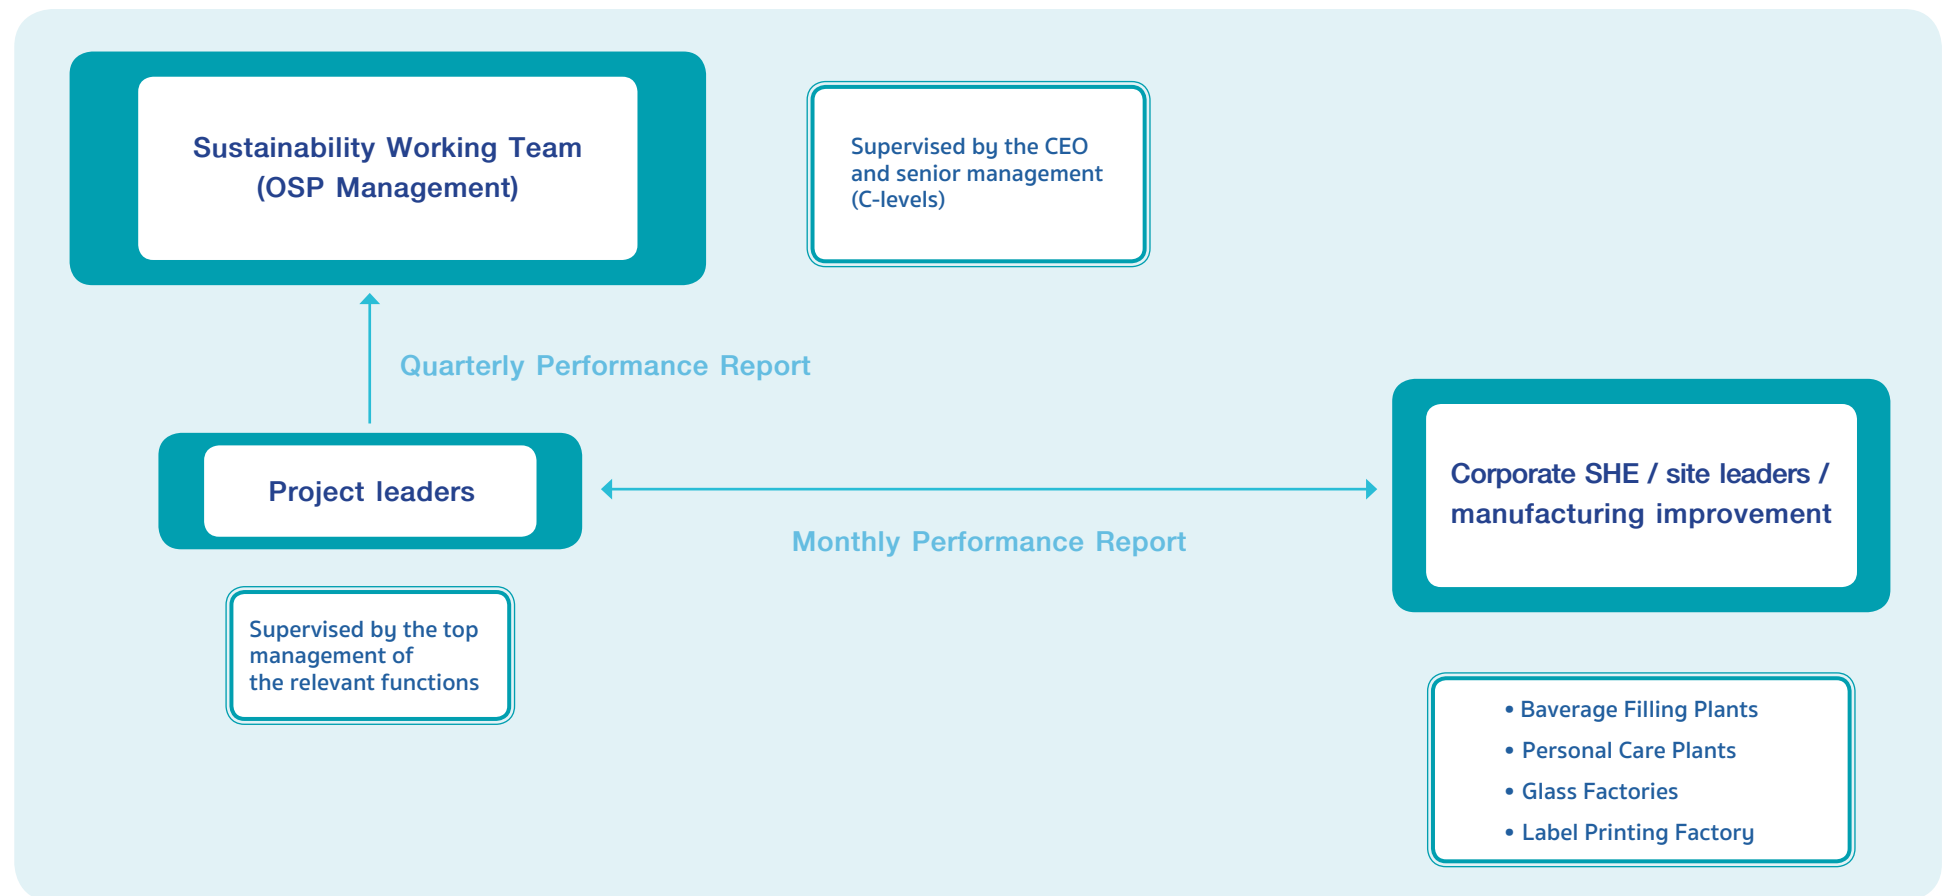 Sustainability Working Team
(OSP Management)
Supervised by the CEO
and senior management
(C-levels)
Quarterly Performance Report
Project leaders
Monthly Performance Report
Corporate SHE / site leaders /
manufacturing improvement
Supervised by the top
management of
the relevant functions
• Baverage Filling Plants
• Personal Care Plants
• Glass Factories
• Label Printing Factory